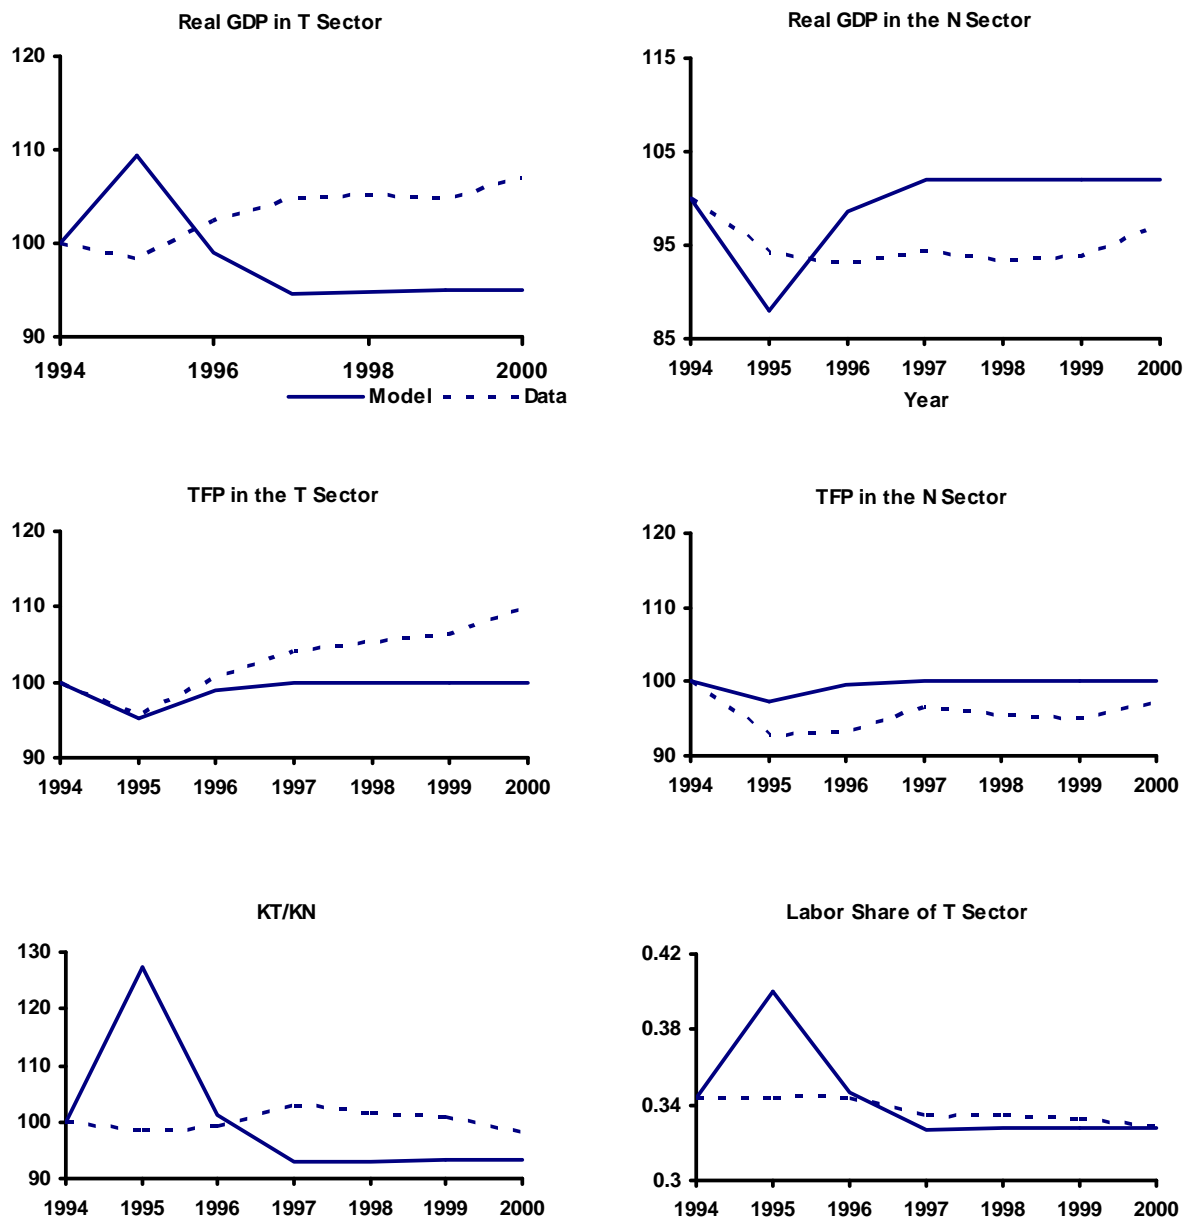 Real GDP in T Sector
120
110
100
90
1994 1996 1998 2000
Model Data
Real GDP in the N Sector
115
105
95
85
1994 1995 1996 1997 1998 1999 2000
Year
TFP in the T Sector
120
110
100
90
1994 1995 1996 1997 1998 1999 2000
TFP in the N Sector
120
110
100
90
1994 1995 1996 1997 1998 1999 2000
KT/KN
130
120
110
100
90
1994 1995 1996 1997 1998 1999 2000
Labor Share of T Sector
0.42
0.38
0.34
0.3
1994 1995 1996 1997 1998 1999 2000